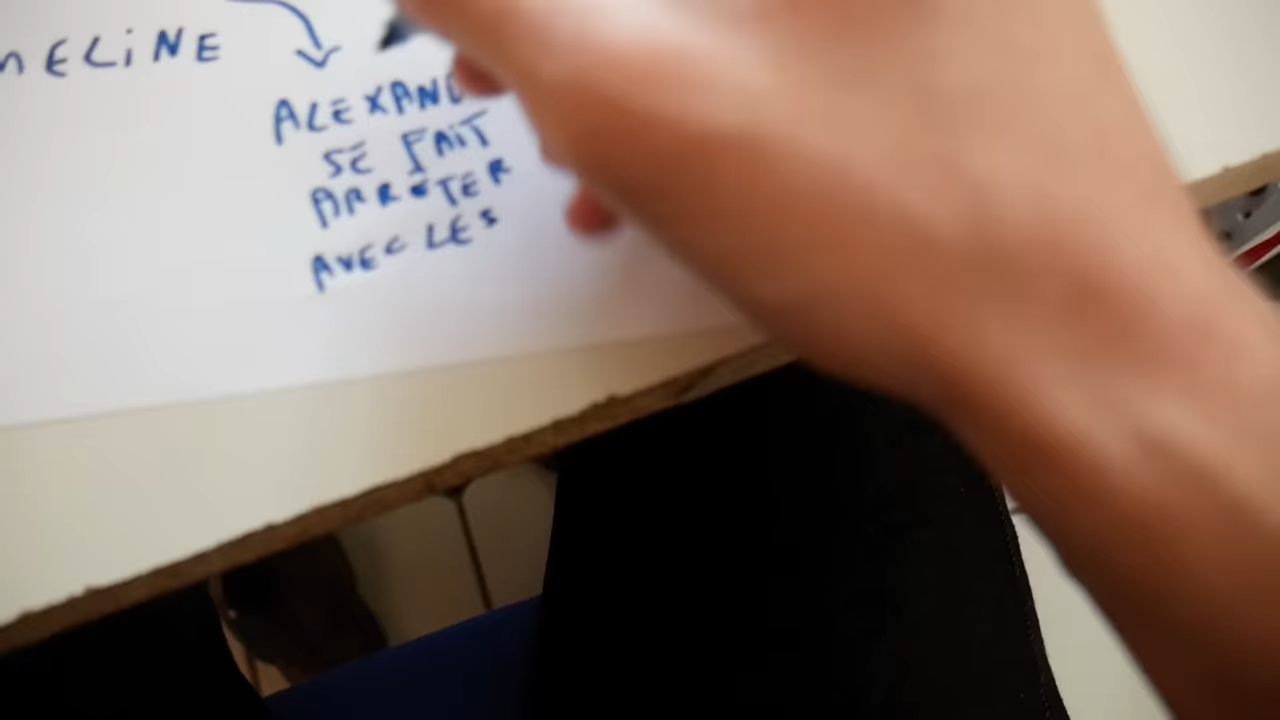 MELINE
ALEXAND
SE FAIT
ARRETER
AVEC LES